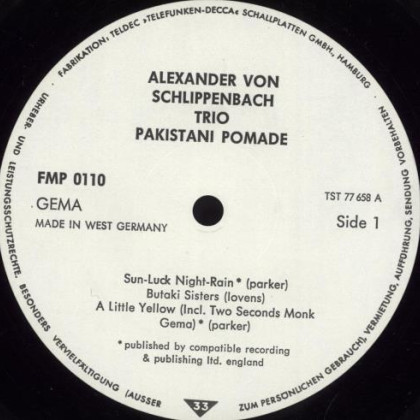 FABRIKATION: TELDEC »TELEFUNKEN-DECCA« SCHALLPLATTEN GMBH., HAMBURG
URHEBER- UND LEISTUNGSSCHUTZRECHTE. BESONDERS VERVIELFÄLTIGUNG (AUSSER ZUM PERSÖNLICHEN GEBRAUCH), VERMIETUNG, AUFFÜHRUNG, SENDUNG VORBEHALTEN
ALEXANDER VON
SCHLIPPENBACH
TRIO
PAKISTANI POMADE
FMP 0110
TST 77 658 A
GEMA
Side 1
MADE IN WEST GERMANY
Sun-Luck Night-Rain * (parker)
Butaki Sisters (lovens)
A Little Yellow (Incl. Two Seconds Monk
Gema) * (parker)
* published by compatible recording
& publishing ltd. england
33